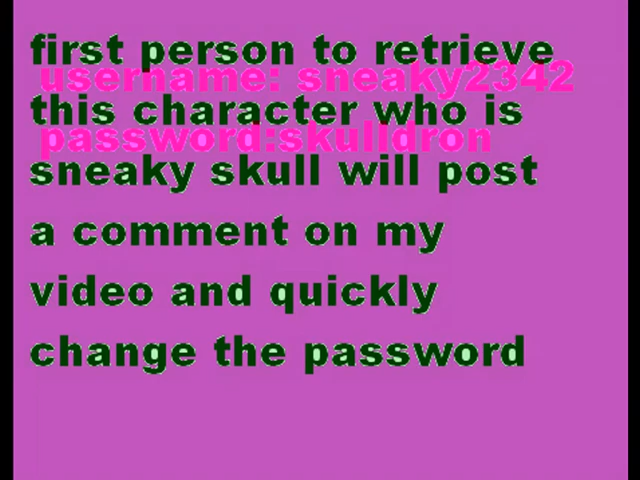 first person to retrieve
username: sneaky2342
this character who is
password:skulldron
sneaky skull will post
a comment on my
video and quickly
change the password